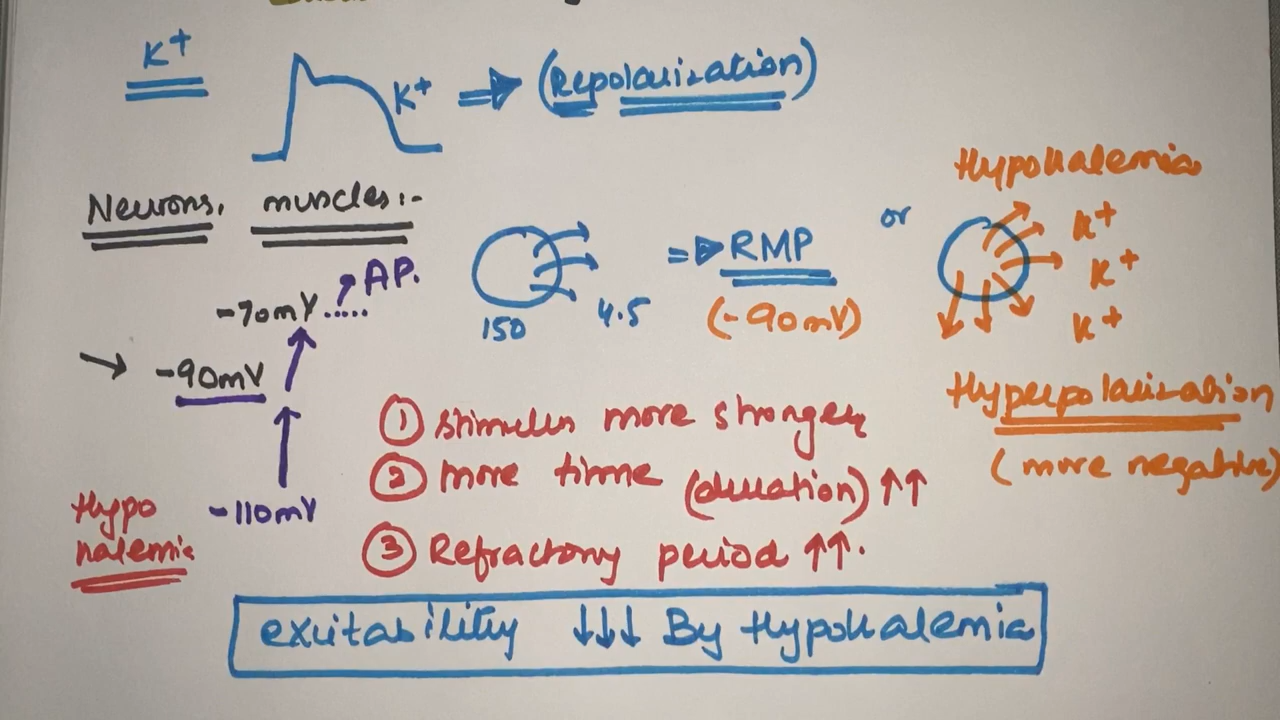 K+
K+ ⇒ (Repolarization)
Neurons, muscles:-
Hypokalemia
or
K+
K+
K+
150
4.5
⇒ RMP
(-90mV)
Hyperpolarization
(more negative)
-70mV..... AP.
→ -90mV
-110mV
Hypo
kalemia
① stimulus more stronger
② more time (duration) ↑↑
③ Refractory period ↑↑.
exitability ↓↓↓ By Hypokalemia